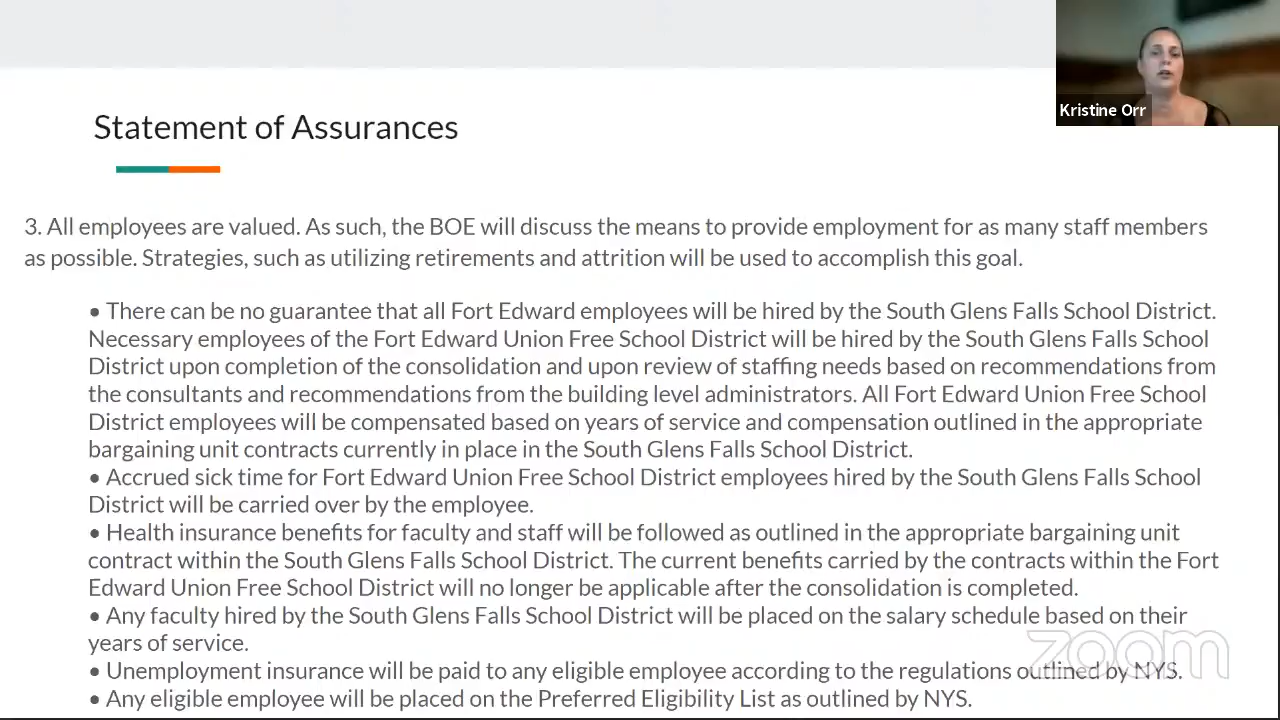 Kristine Orr
Statement of Assurances
3. All employees are valued. As such, the BOE will discuss the means to provide employment for as many staff members
as possible. Strategies, such as utilizing retirements and attrition will be used to accomplish this goal.
● There can be no guarantee that all Fort Edward employees will be hired by the South Glens Falls School District.
Necessary employees of the Fort Edward Union Free School District will be hired by the South Glens Falls School
District upon completion of the consolidation and upon review of staffing needs based on recommendations from
the consultants and recommendations from the building level administrators. All Fort Edward Union Free School
District employees will be compensated based on years of service and compensation outlined in the appropriate
bargaining unit contracts currently in place in the South Glens Falls School District.
● Accrued sick time for Fort Edward Union Free School District employees hired by the South Glens Falls School
District will be carried over by the employee.
● Health insurance benefits for faculty and staff will be followed as outlined in the appropriate bargaining unit
contract within the South Glens Falls School District. The current benefits carried by the contracts within the Fort
Edward Union Free School District will no longer be applicable after the consolidation is completed.
● Any faculty hired by the South Glens Falls School District will be placed on the salary schedule based on their
years of service.
● Unemployment insurance will be paid to any eligible employee according to the regulations outlined by NYS.
● Any eligible employee will be placed on the Preferred Eligibility List as outlined by NYS.
zoom